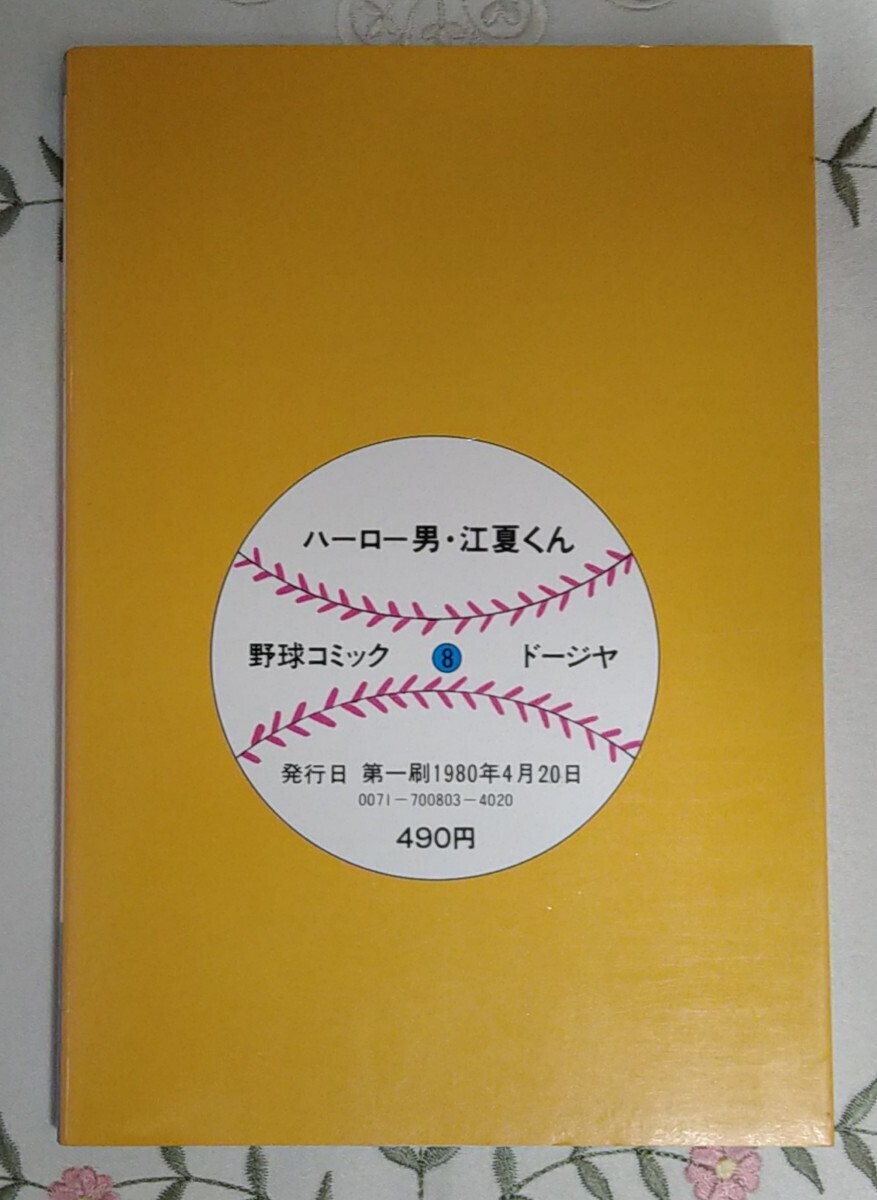 ハーロー男・江夏くん
野球コミック 8 ドージヤ
発行日 第一刷1980年4月20日
0071-700803-4020
490円